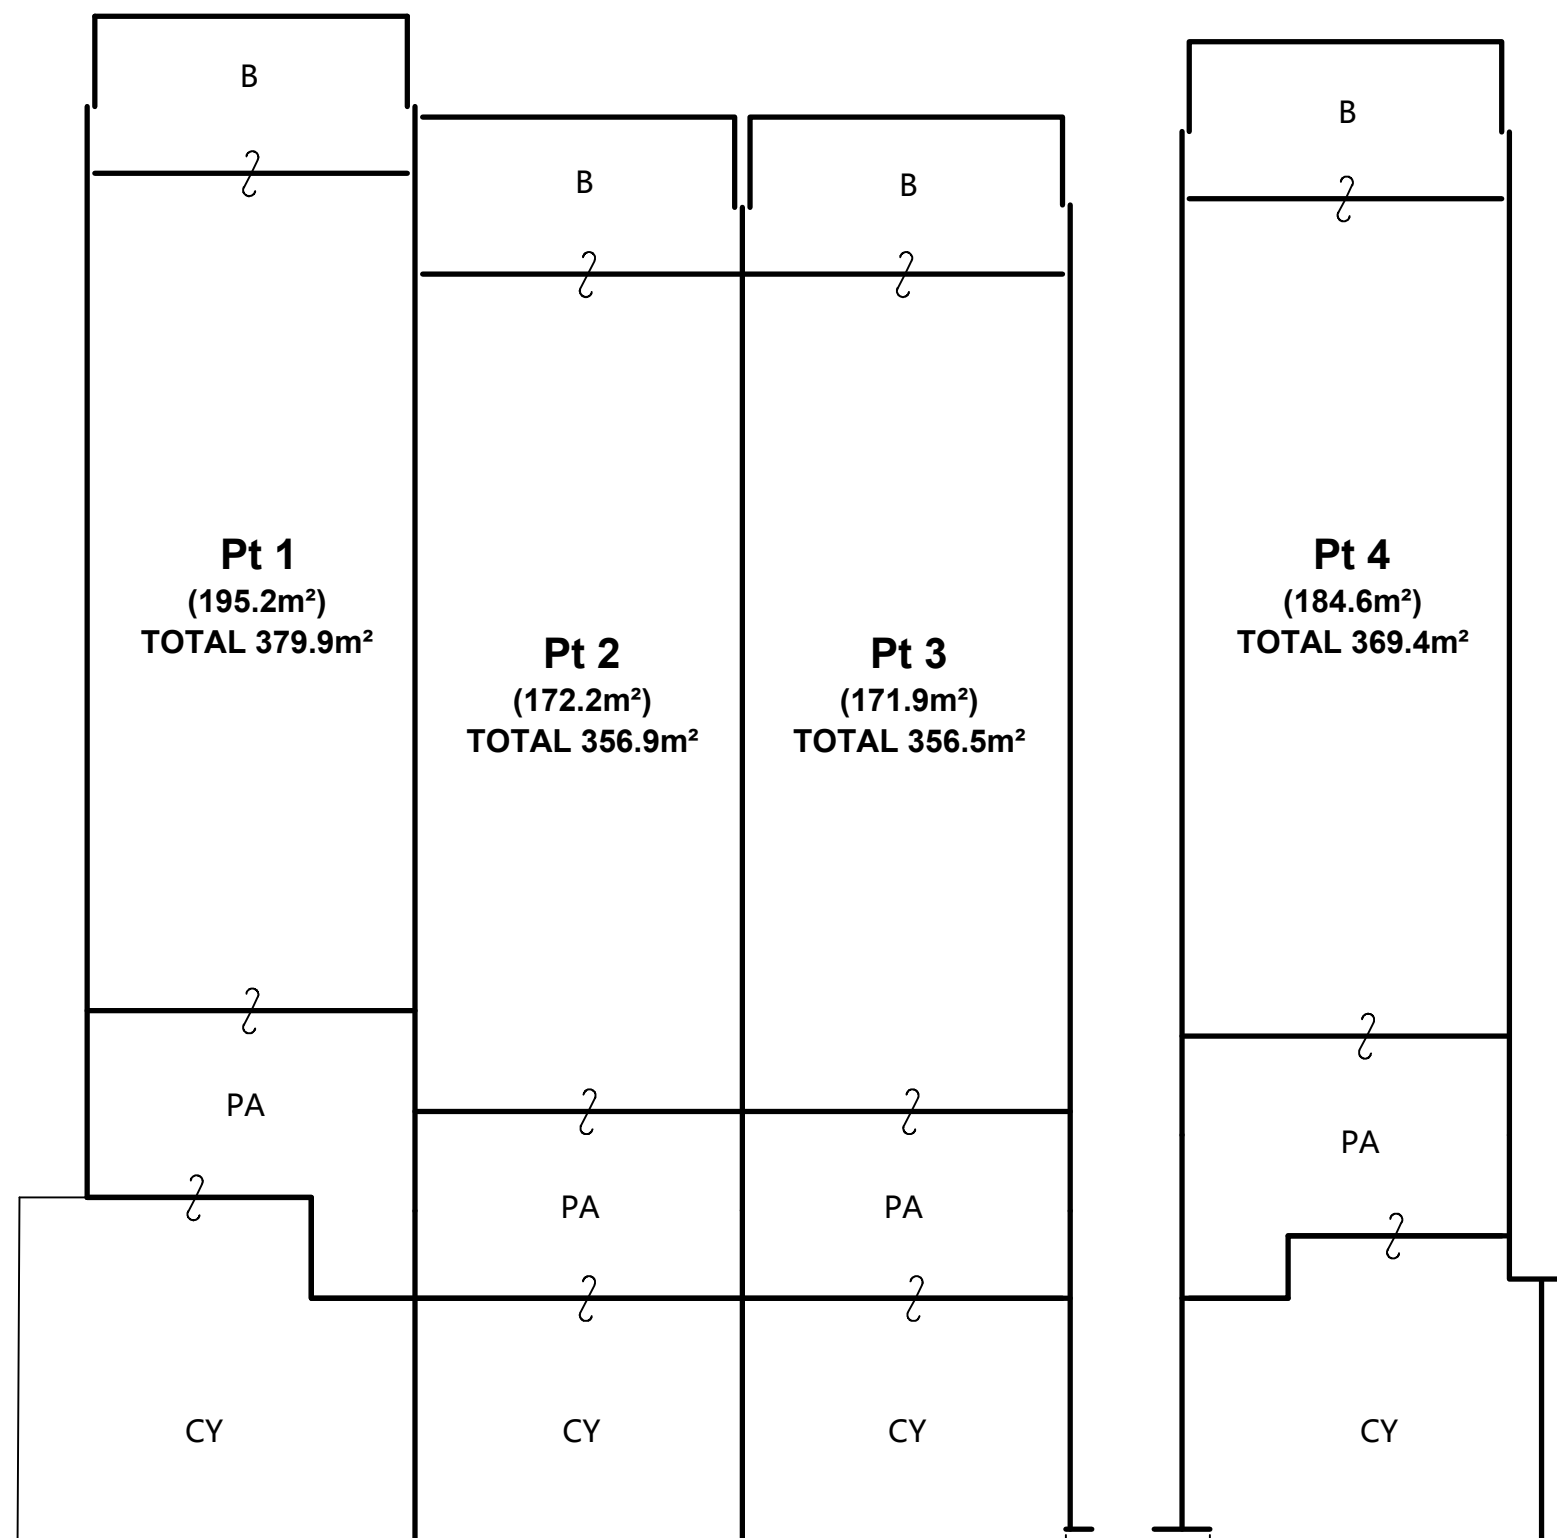 B
B
B
B
Pt 1
(195.2m²)
TOTAL 379.9m²
Pt 2
(172.2m²)
TOTAL 356.9m²
Pt 3
(171.9m²)
TOTAL 356.5m²
Pt 4
(184.6m²)
TOTAL 369.4m²
PA
PA
PA
PA
CY
CY
CY
CY